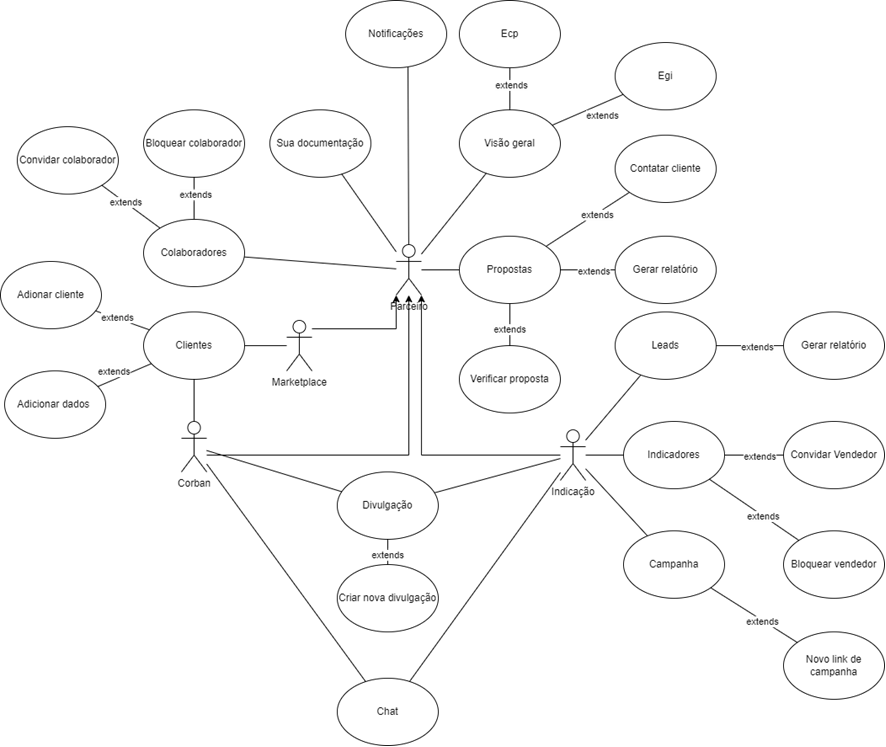 Notificações
Ecp
extends
Egi
extends
Visão geral
Sua documentação
Bloquear colaborador
Convidar colaborador
extends
extends
Colaboradores
Contatar cliente
extends
Propostas
extends
Gerar relatório
Parceiro
extends
Verificar proposta
Adionar cliente
extends
Clientes
extends
Adicionar dados
Marketplace
Leads
extends
Gerar relatório
Corban
Indicação
Indicadores
extends
Convidar Vendedor
extends
Bloquear vendedor
Divulgação
extends
Criar nova divulgação
Campanha
extends
Novo link de
campanha
Chat